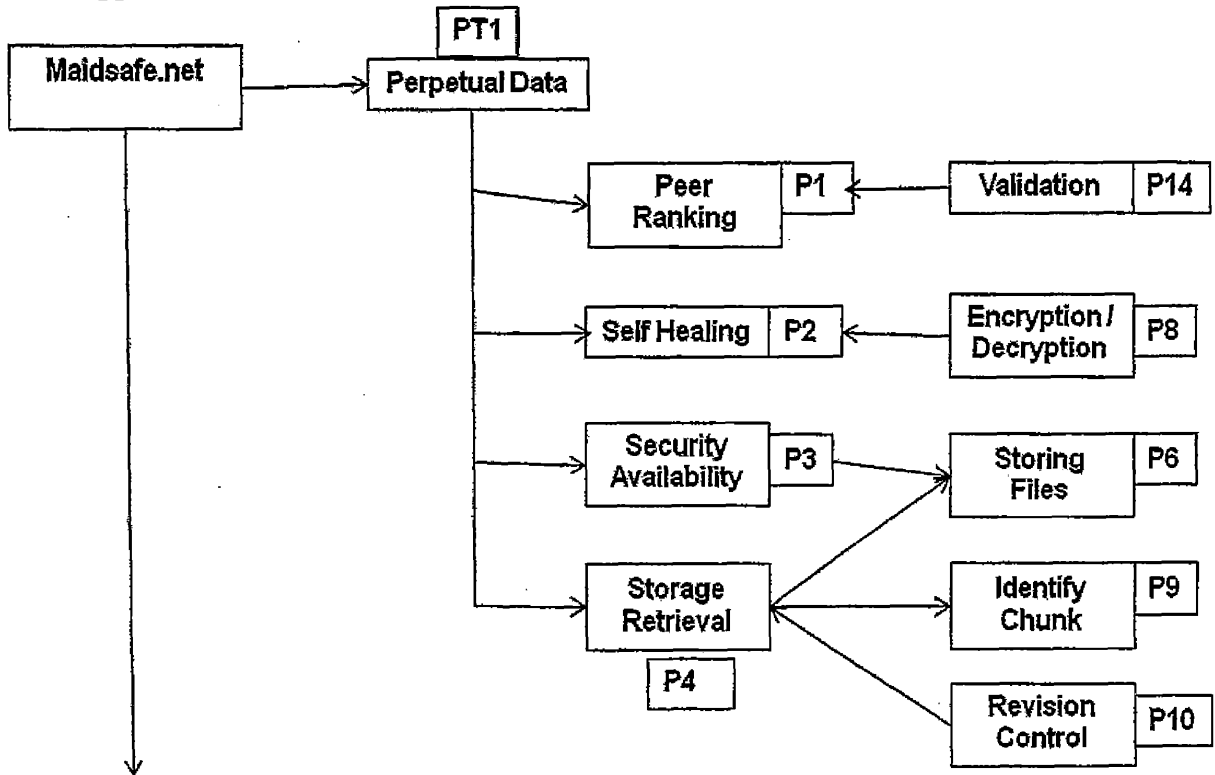 PT1
Maidsafe.net
Perpetual Data
Peer
Ranking
P1
Validation
P14
Self Healing
P2
Encryption /
Decryption
P8
Security
Availability
P3
Storing
Files
P6
Storage
Retrieval
P4
Identify
Chunk
P9
Revision
Control
P10